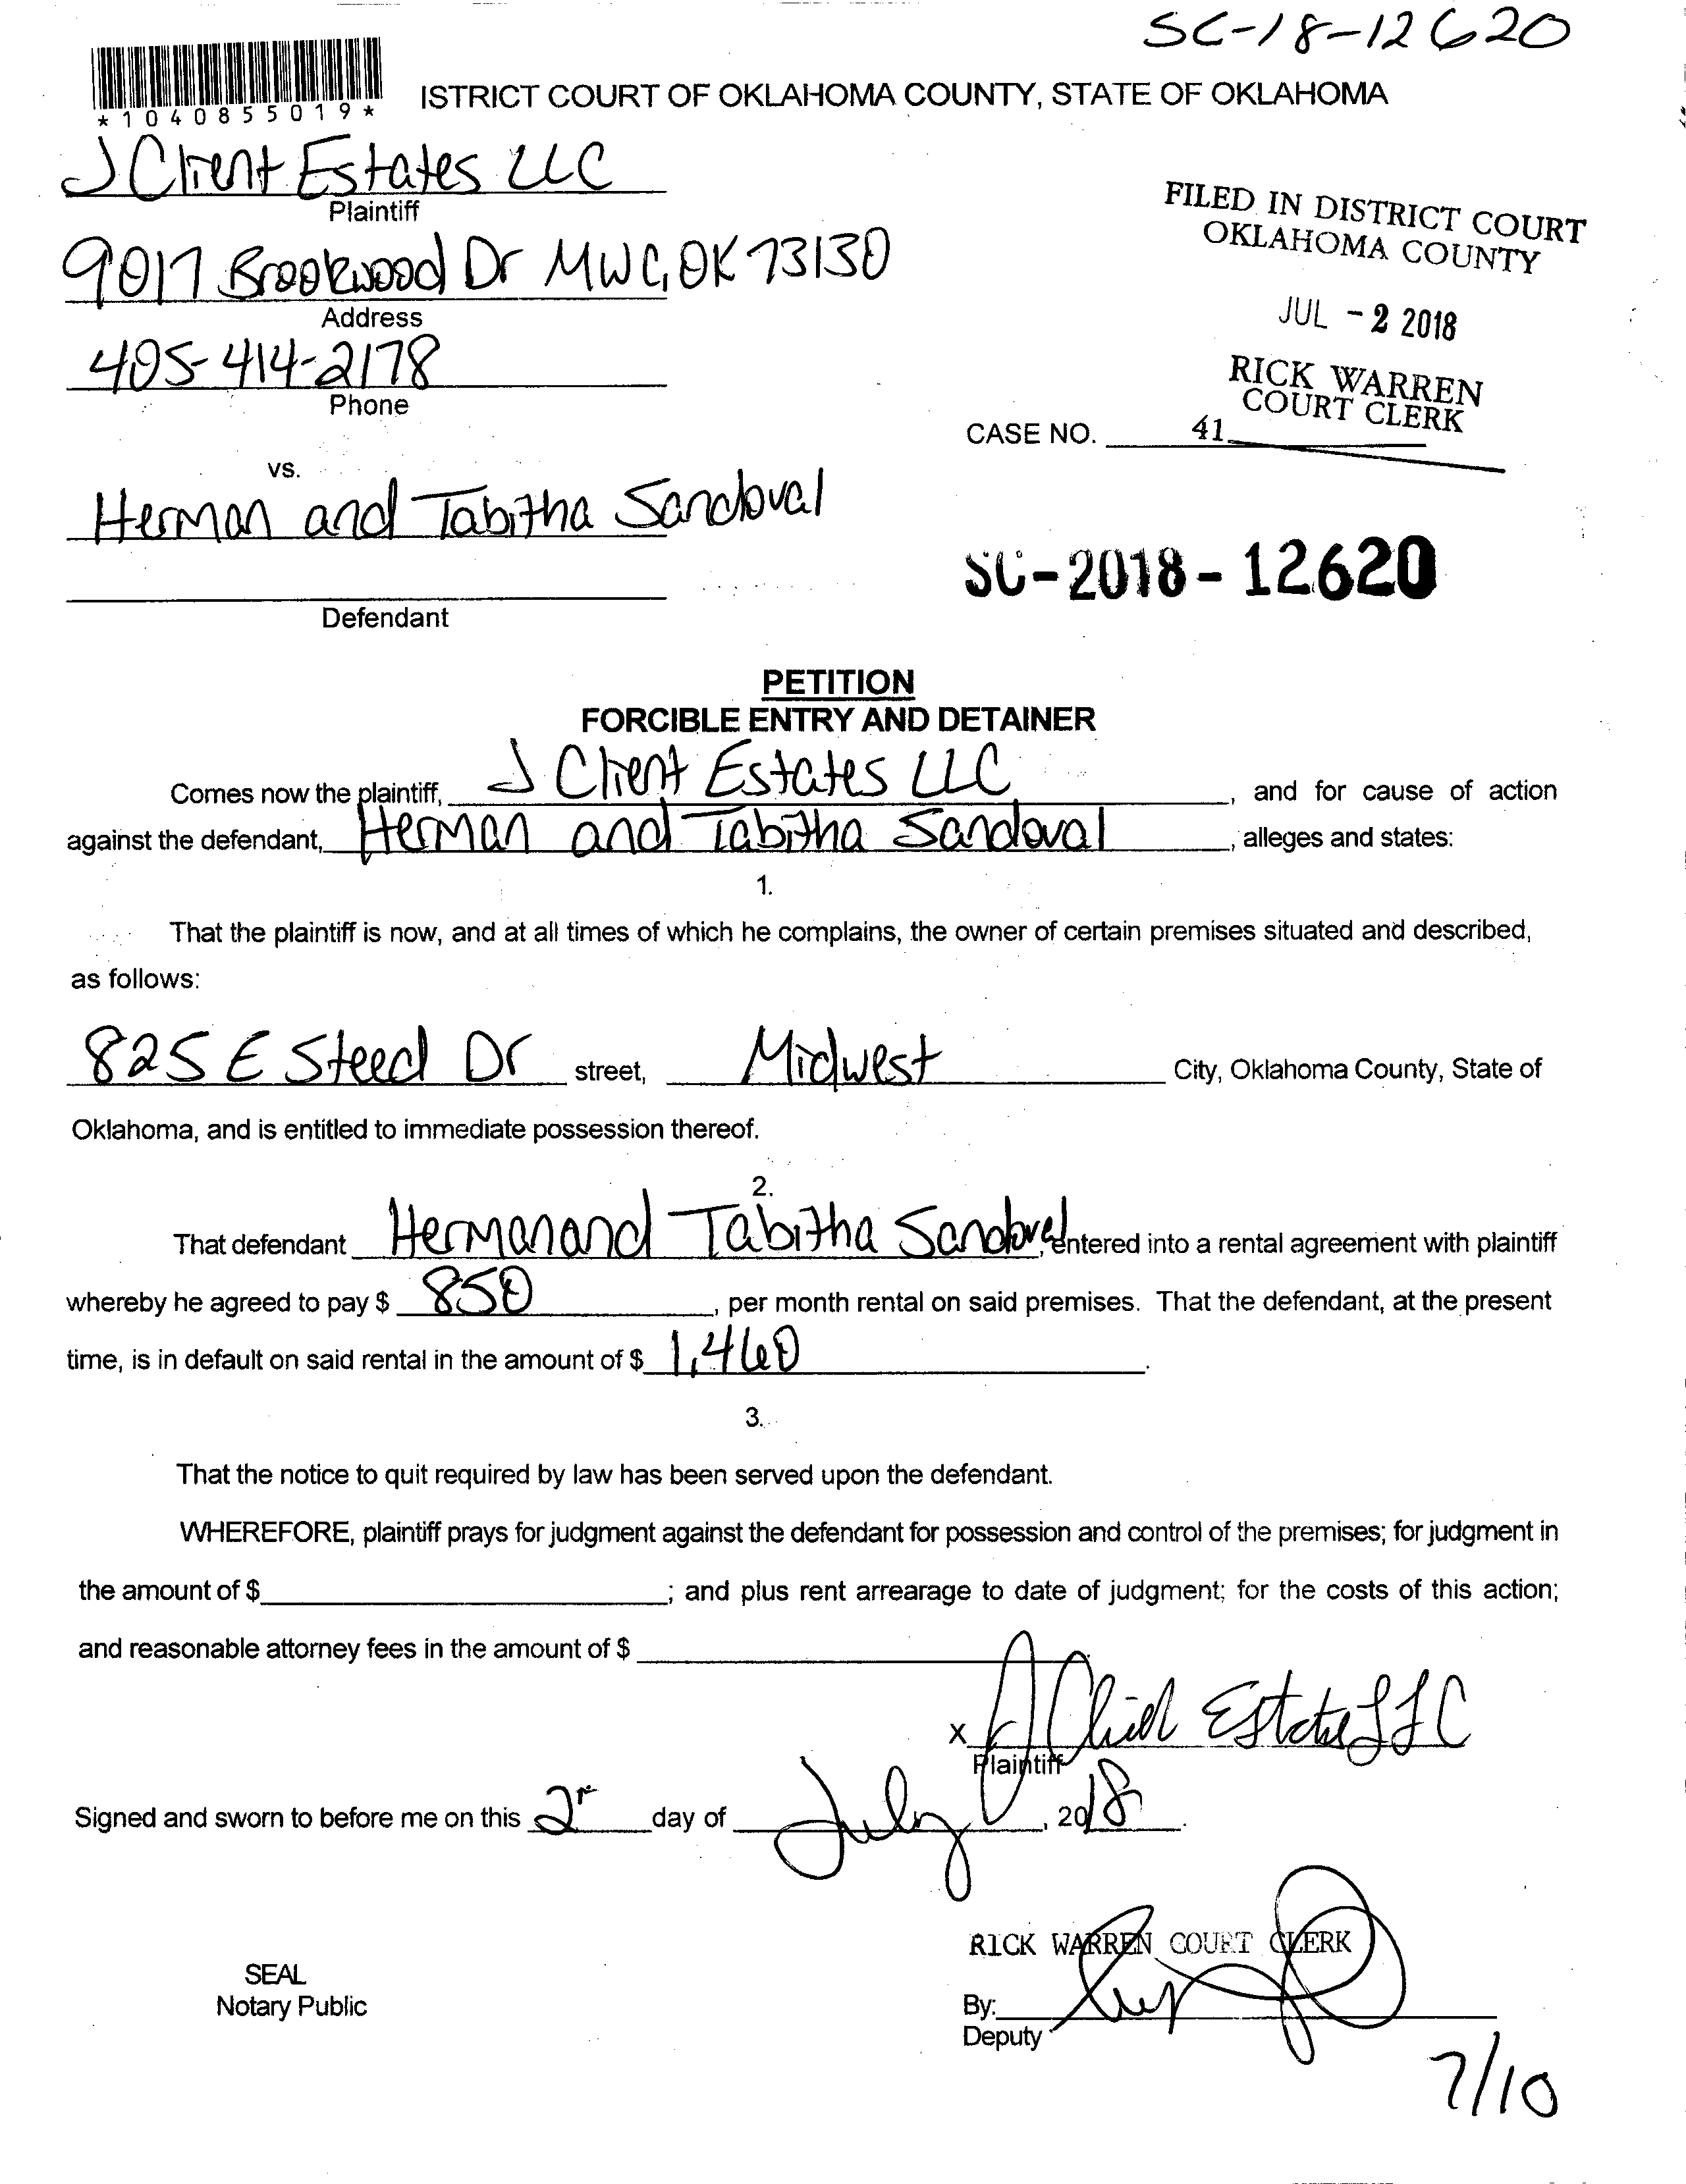 SC-18-12620
*1040855019*
ISTRICT COURT OF OKLAHOMA COUNTY, STATE OF OKLAHOMA
J Client Estates LLC
Plaintiff
FILED IN DISTRICT COURT
OKLAHOMA COUNTY
9017 Brookwood Dr MWC, OK 73130
Address
JUL - 2 2018
405-414-2178
Phone
RICK WARREN
COURT CLERK
CASE NO. 41
vs.
Herman and Tabitha Sandoval
SC-2018-12620
Defendant
PETITION
FORCIBLE ENTRY AND DETAINER
Comes now the plaintiff, J Client Estates LLC, and for cause of action
against the defendant, Herman and Tabitha Sandoval, alleges and states:
1.
That the plaintiff is now, and at all times of which he complains, the owner of certain premises situated and described,
as follows:
825 E Steed Dr street, Midwest City, Oklahoma County, State of
Oklahoma, and is entitled to immediate possession thereof.
2.
That defendant Herman and Tabitha Sandoval, entered into a rental agreement with plaintiff
whereby he agreed to pay $ 850, per month rental on said premises. That the defendant, at the present
time, is in default on said rental in the amount of $ 1,460.
3.
That the notice to quit required by law has been served upon the defendant.
WHEREFORE, plaintiff prays for judgment against the defendant for possession and control of the premises; for judgment in
the amount of $ ; and plus rent arrearage to date of judgment; for the costs of this action;
and reasonable attorney fees in the amount of $
x J Client Estates LLC
Plaintiff
Signed and sworn to before me on this 2 day of July, 2018.
RICK WARREN COURT CLERK
SEAL
Notary Public
By:
Deputy
7/10